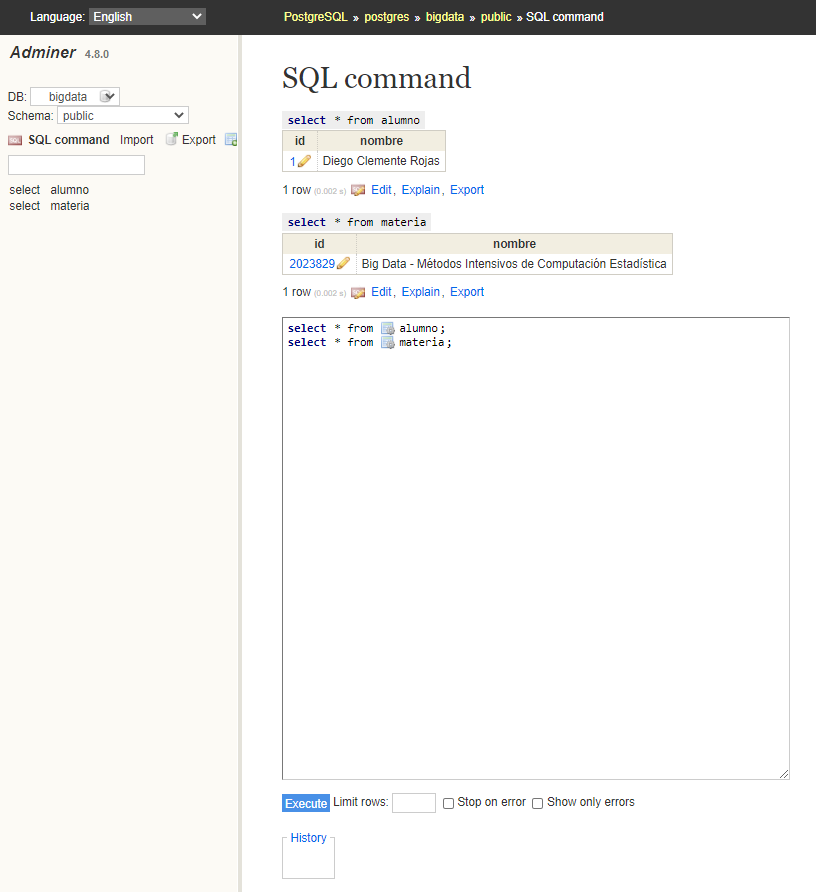 Language: English
PostgreSQL » postgres » bigdata » public » SQL command
Adminer 4.8.0
DB: bigdata
Schema: public
SQL command Import Export
select alumno
select materia
SQL command
select * from alumno
id nombre
1 Diego Clemente Rojas
1 row (0.002 s) Edit, Explain, Export
select * from materia
id nombre
2023829 Big Data - Métodos Intensivos de Computación Estadística
1 row (0.002 s) Edit, Explain, Export
select * from alumno;
select * from materia;
Execute Limit rows: Stop on error Show only errors
History